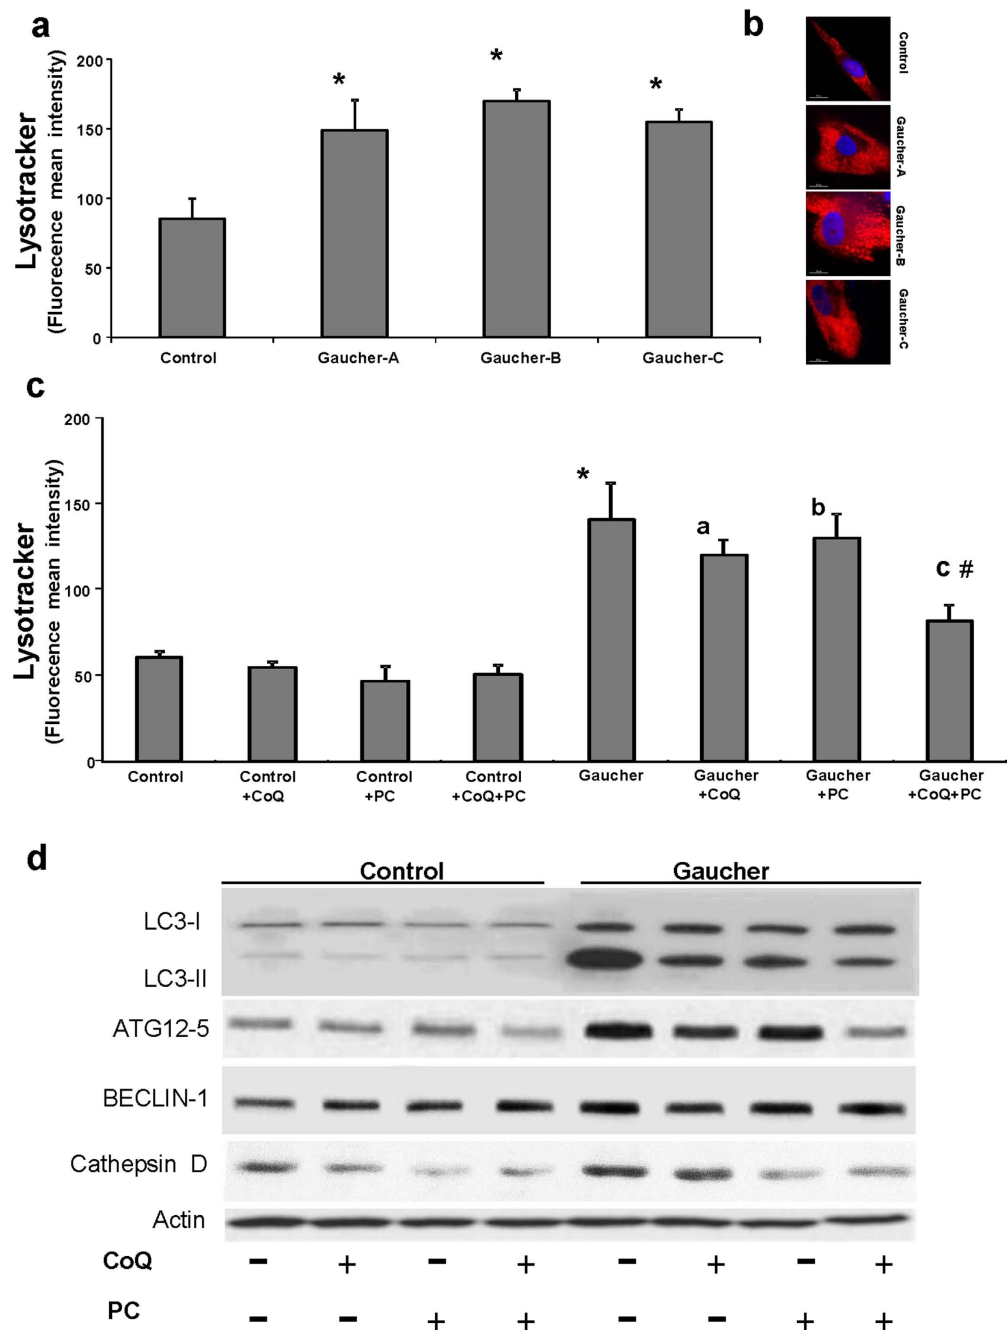 a
Lysotracker
(Fluorecence mean intensity)
200
150
100
50
0
*
*
*
Control
Gaucher-A
Gaucher-B
Gaucher-C
b
Control
Gaucher-A
Gaucher-B
Gaucher-C
c
Lysotracker
(Fluorecence mean intensity)
200
150
100
50
0
*
a
b
c #
Control
Control
+CoQ
Control
+PC
Control
+CoQ+PC
Gaucher
Gaucher
+CoQ
Gaucher
+PC
Gaucher
+CoQ+PC
d
Control Gaucher
LC3-I
LC3-II
ATG12-5
BECLIN-1
Cathepsin D
Actin
CoQ − + − + − + − +
PC − − + + − − + +